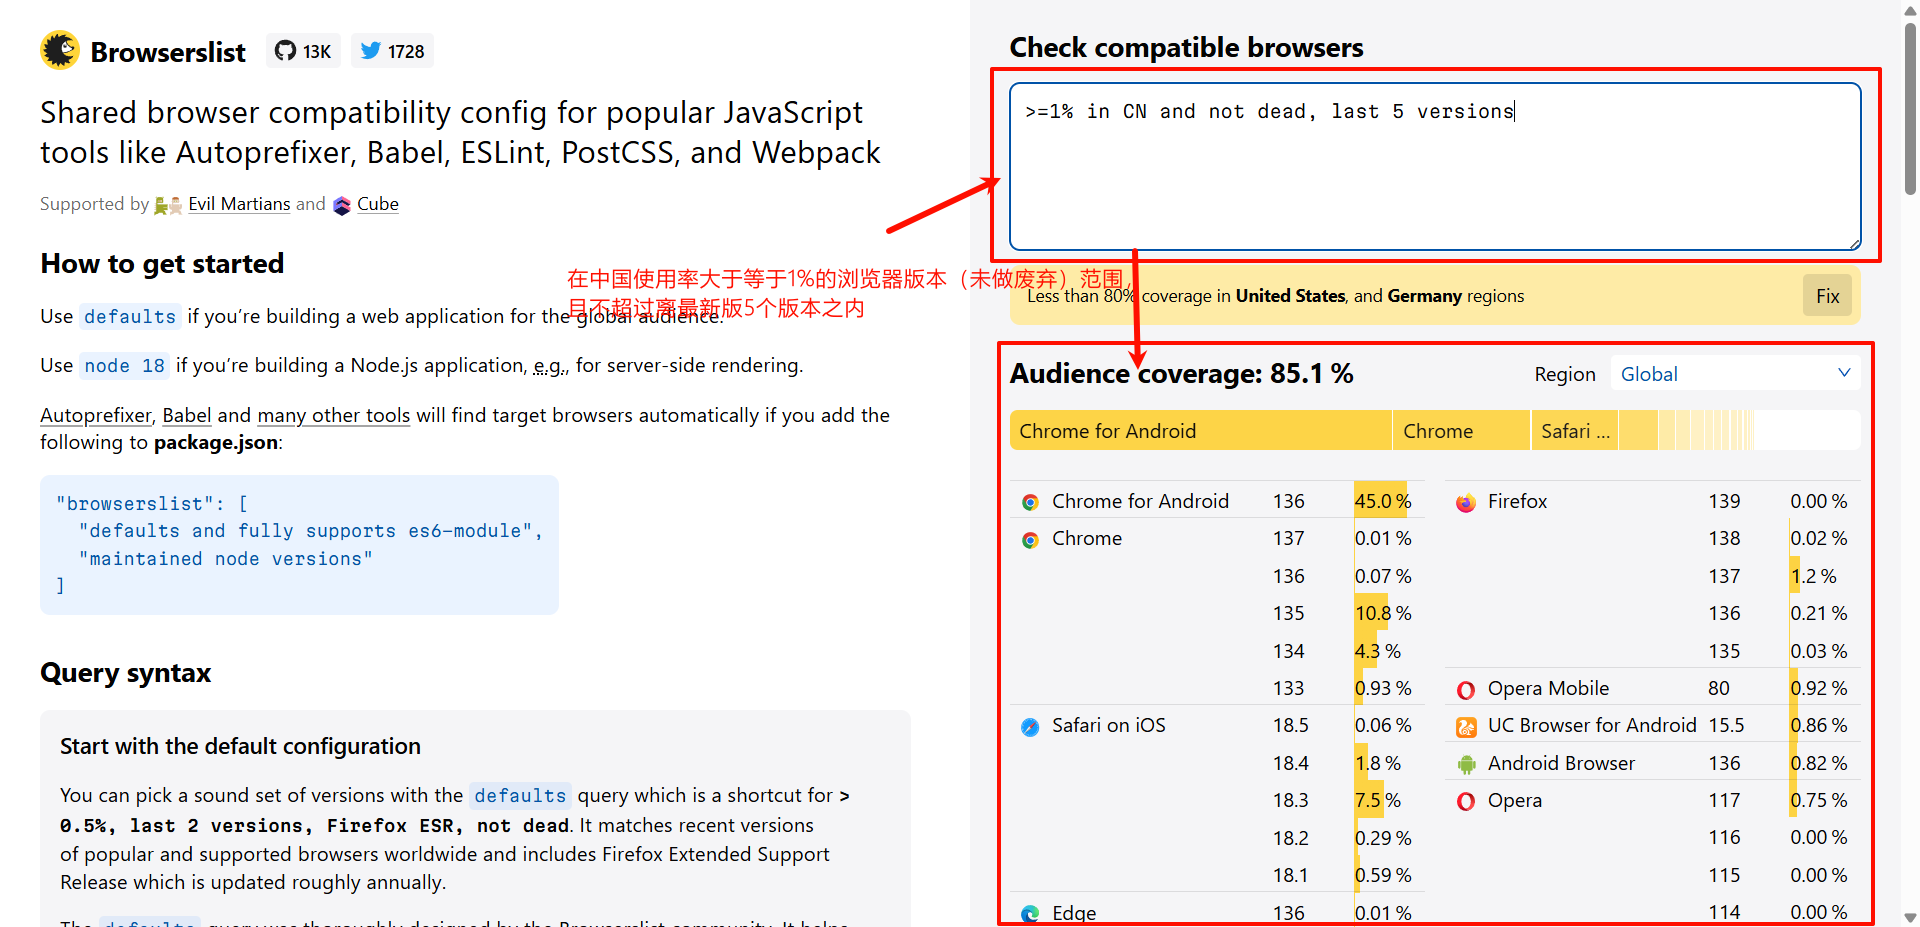 Browserslist
13K
1728
Shared browser compatibility config for popular JavaScript
tools like Autoprefixer, Babel, ESLint, PostCSS, and Webpack
Supported by Evil Martians and Cube
How to get started
Use defaults if you’re building a web application for the global audience.
Use node 18 if you’re building a Node.js application, e.g., for server-side rendering.
Autoprefixer, Babel and many other tools will find target browsers automatically if you add the
following to package.json:
"browserslist": [
"defaults and fully supports es6-module",
"maintained node versions"
]
Query syntax
Start with the default configuration
You can pick a sound set of versions with the defaults query which is a shortcut for >
0.5%, last 2 versions, Firefox ESR, not dead. It matches recent versions
of popular and supported browsers worldwide and includes Firefox Extended Support
Release which is updated roughly annually.
The defaults query was thoroughly designed by the Browserslist community. It helps
Check compatible browsers
>=1% in CN and not dead, last 5 versions
在中国使用率大于等于1%的浏览器版本（未做废弃）范围,
且不超过离最新版5个版本之内
Less than 80% coverage in United States, and Germany regions
Fix
Audience coverage: 85.1 %
Region Global
Chrome for Android Chrome Safari ...
Chrome for Android 136 45.0 %
Chrome 137 0.01 %
136 0.07 %
135 10.8 %
134 4.3 %
133 0.93 %
Safari on iOS 18.5 0.06 %
18.4 1.8 %
18.3 7.5 %
18.2 0.29 %
18.1 0.59 %
Edge 136 0.01 %
Firefox 139 0.00 %
138 0.02 %
137 1.2 %
136 0.21 %
135 0.03 %
Opera Mobile 80 0.92 %
UC Browser for Android 15.5 0.86 %
Android Browser 136 0.82 %
Opera 117 0.75 %
116 0.00 %
115 0.00 %
114 0.00 %